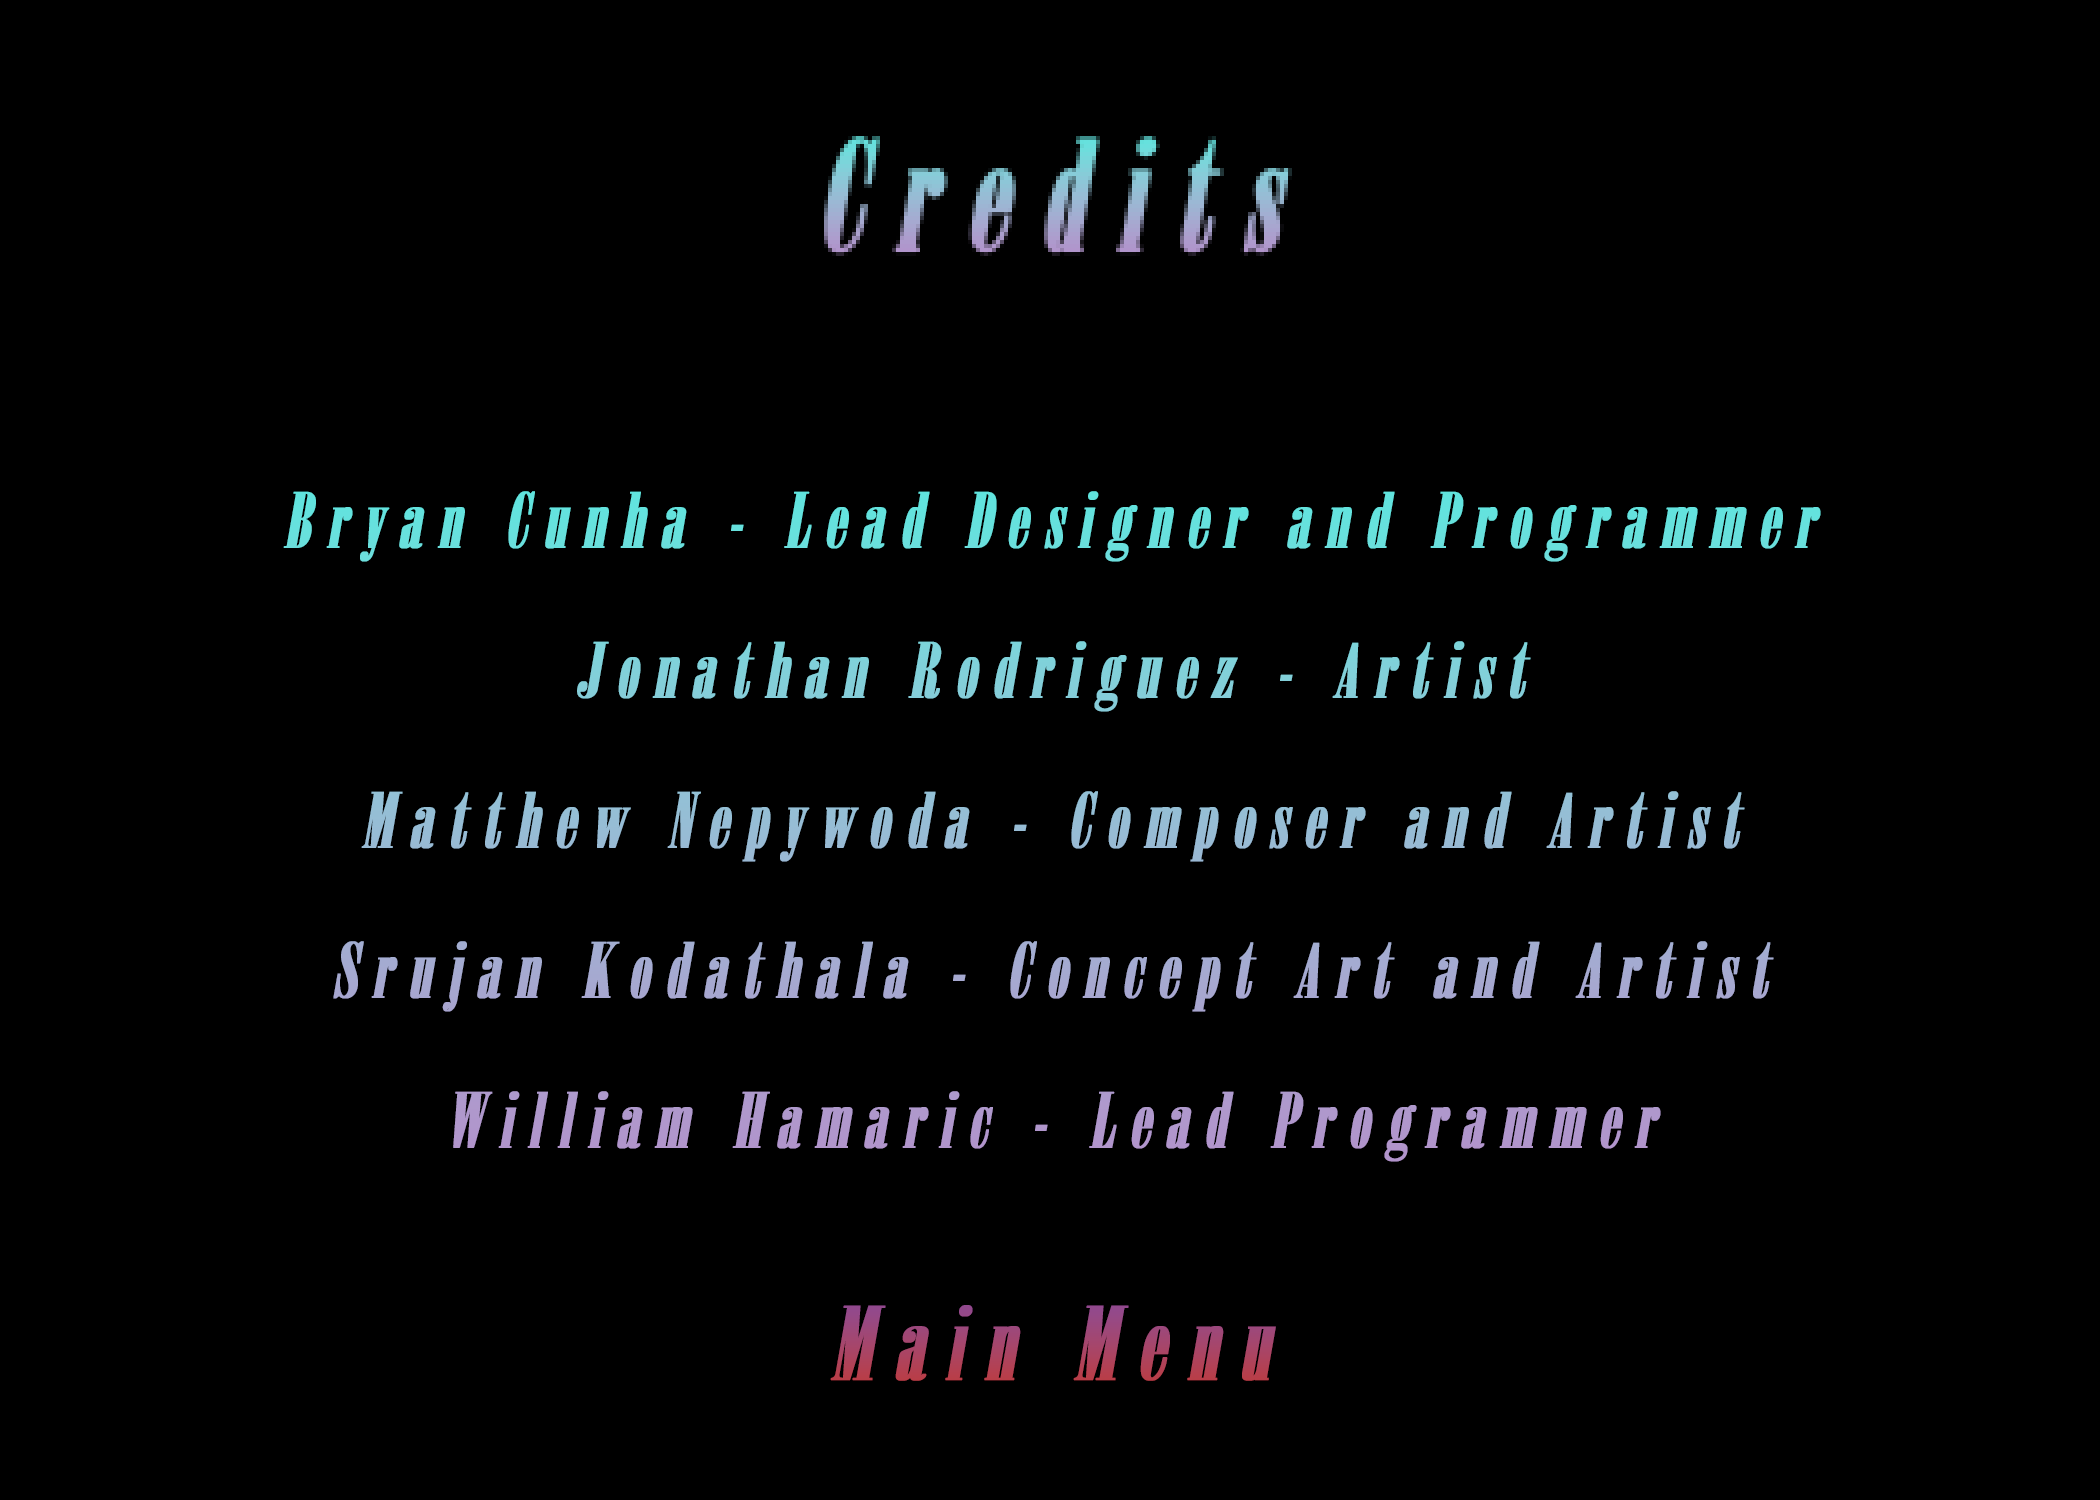 Credits
Bryan Cunha - Lead Designer and Programmer
Jonathan Rodriguez - Artist
Matthew Nepywoda - Composer and Artist
Srujan Kodathala - Concept Art and Artist
William Hamaric - Lead Programmer
Main Menu